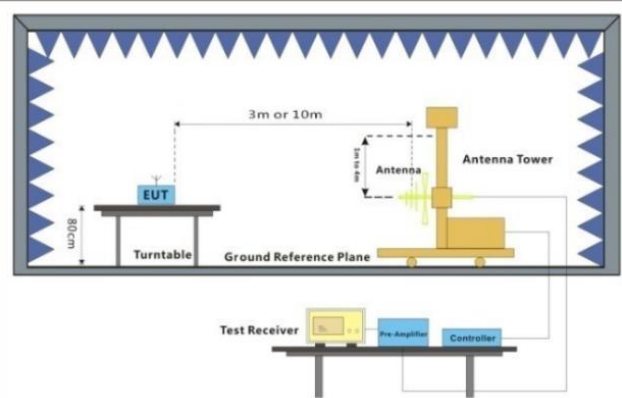 3m or 10m
1m to 4m
Antenna
Antenna Tower
EUT
80cm
Turntable
Ground Reference Plane
Test Receiver
Pre-Amplifier
Controller